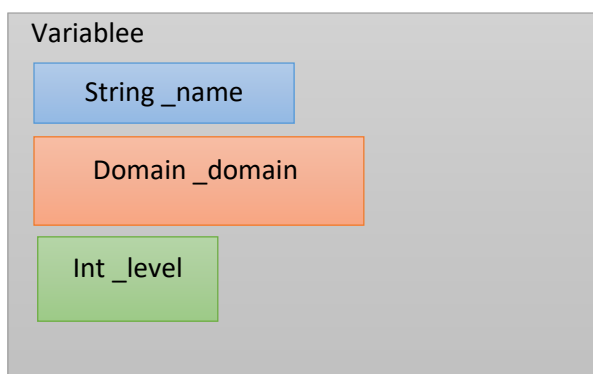 Variablee
String _name
Domain _domain
Int _level